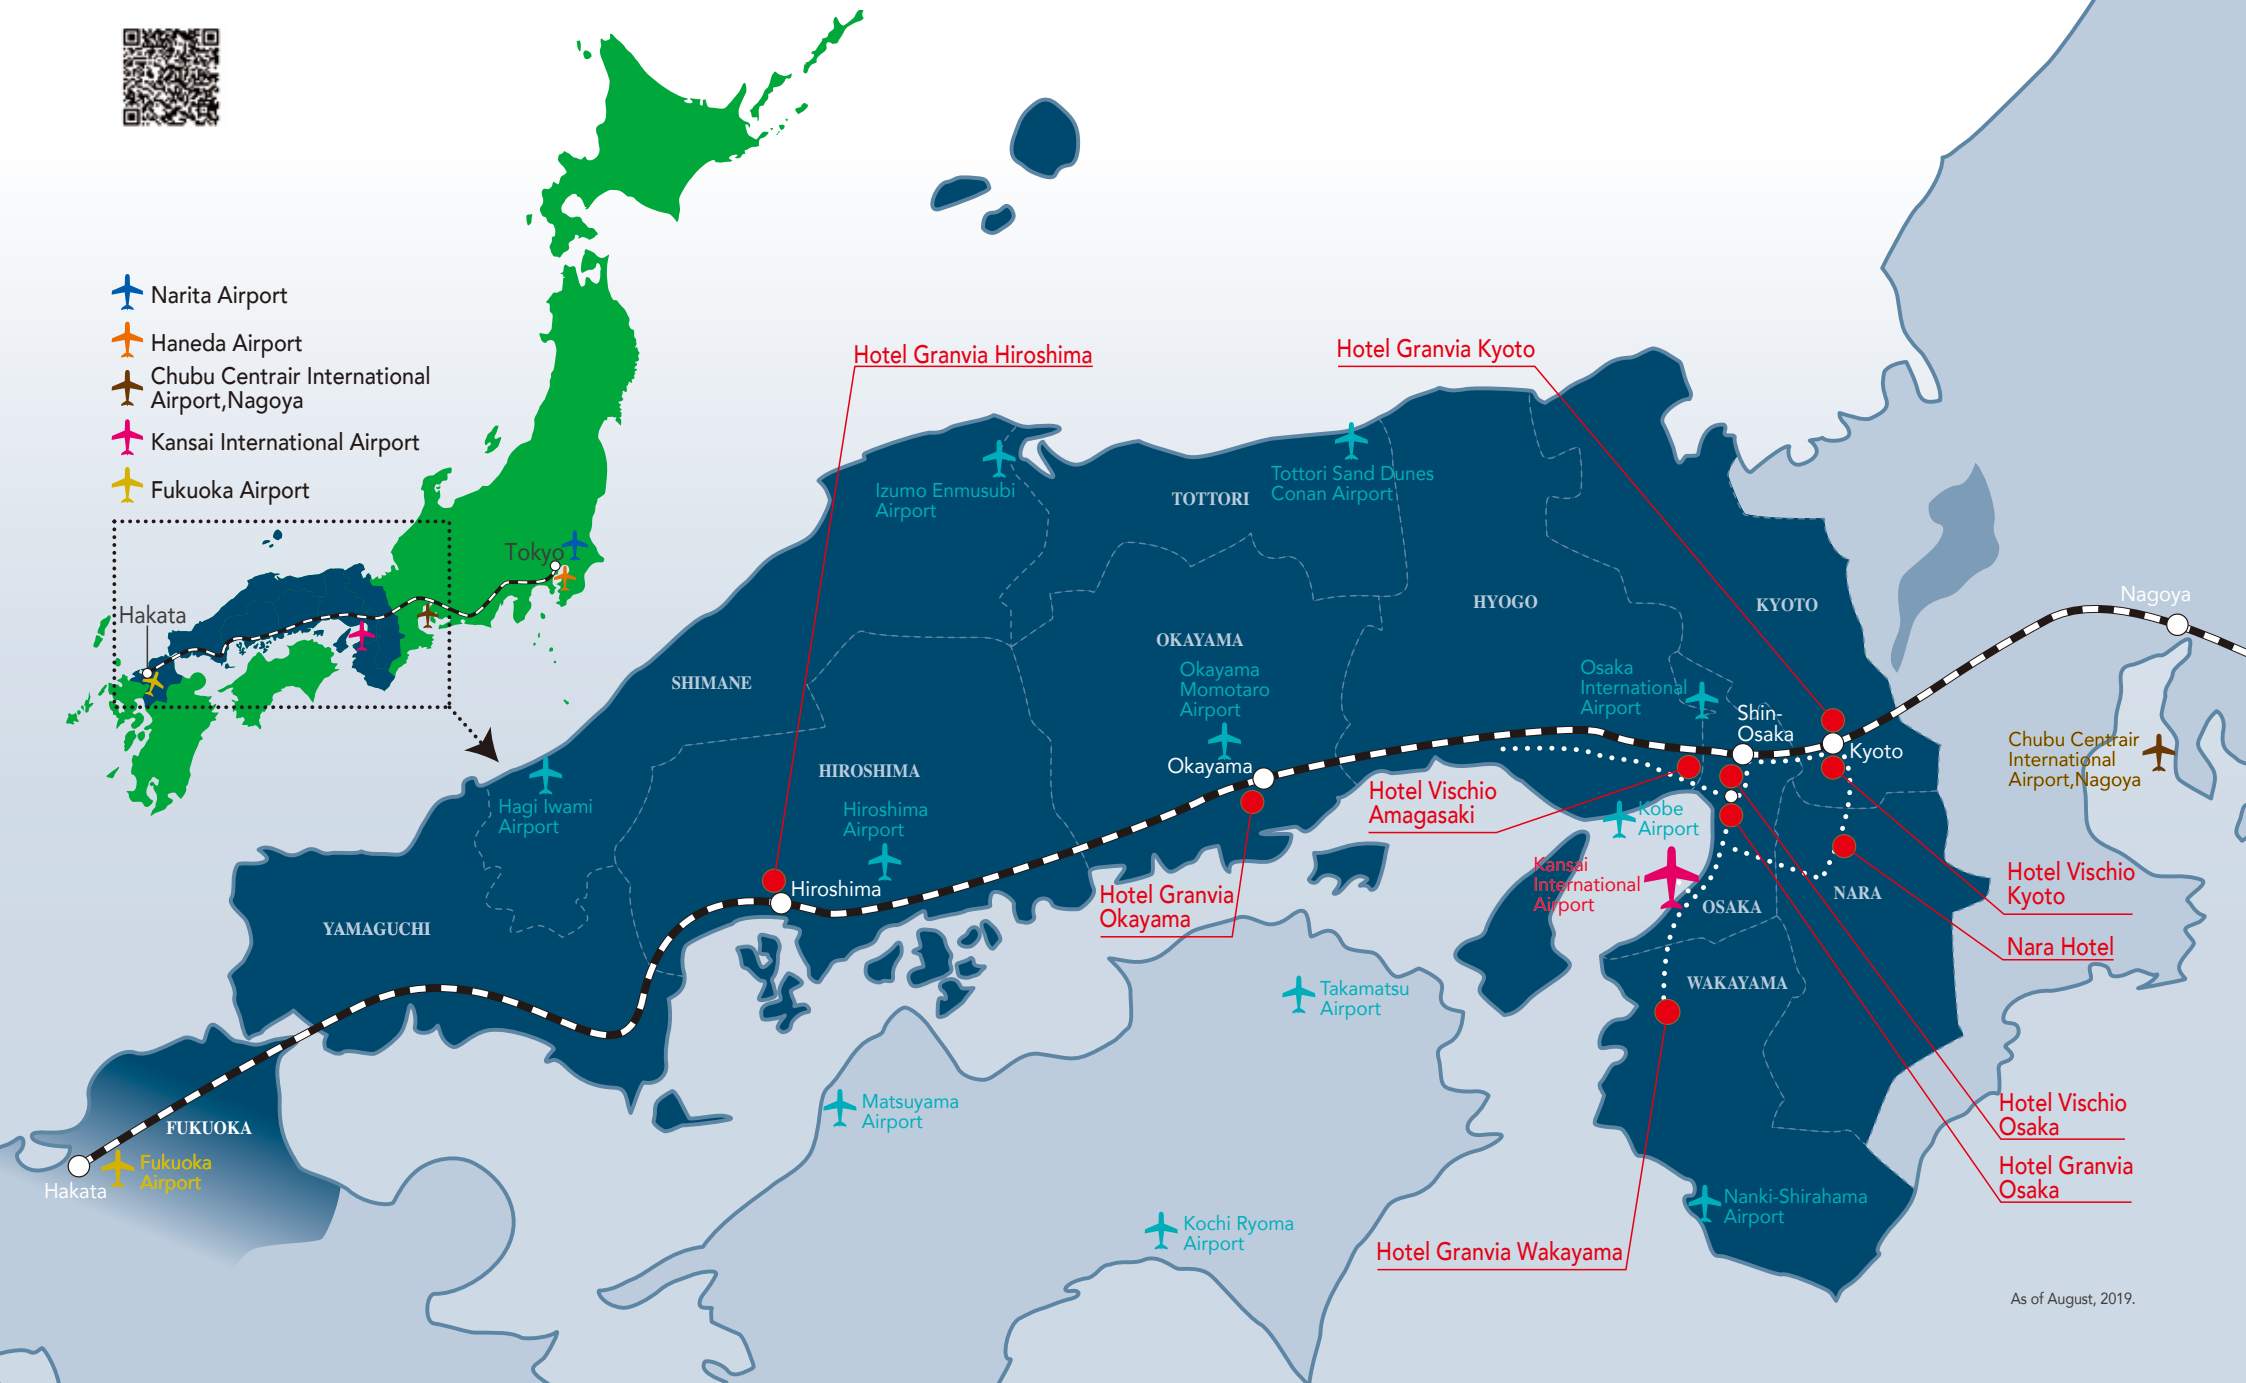 Narita Airport
Haneda Airport
Chubu Centrair International
Airport,Nagoya
Kansai International Airport
Fukuoka Airport
Tokyo
Hakata
Hotel Granvia Hiroshima
Hotel Granvia Kyoto
Izumo Enmusubi
Airport
TOTTORI
Tottori Sand Dunes
Conan Airport
HYOGO
KYOTO
Nagoya
OKAYAMA
Okayama
Momotaro
Airport
SHIMANE
Osaka
International
Airport
Shin-
Osaka
Kyoto
Chubu Centrair
International
Airport,Nagoya
Okayama
HIROSHIMA
Hiroshima
Airport
Hagi Iwami
Airport
Hotel Vischio
Amagasaki
Kobe
Airport
Kansai
International
Airport
Hotel Granvia
Okayama
Hiroshima
OSAKA
NARA
Hotel Vischio
Kyoto
Nara Hotel
YAMAGUCHI
WAKAYAMA
Takamatsu
Airport
Matsuyama
Airport
FUKUOKA
Fukuoka
Airport
Hakata
Hotel Vischio
Osaka
Hotel Granvia
Osaka
Nanki-Shirahama
Airport
Kochi Ryoma
Airport
Hotel Granvia Wakayama
As of August, 2019.